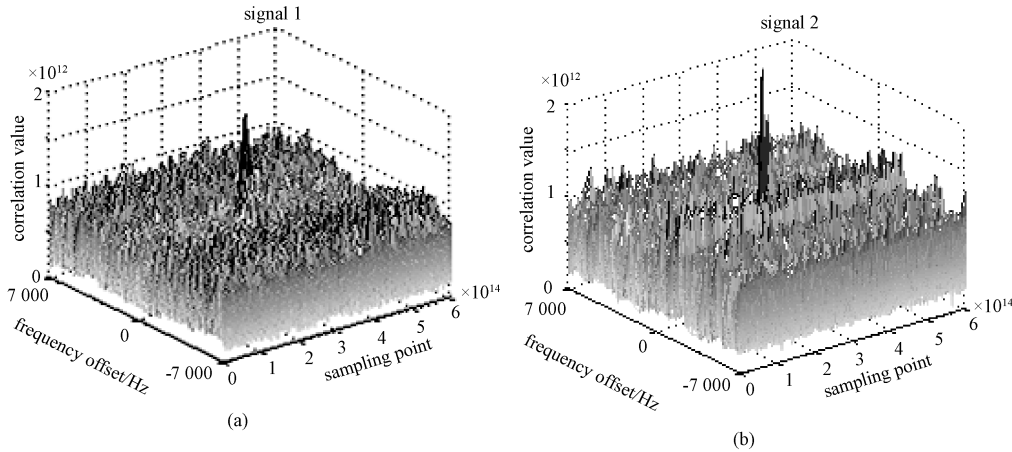 signal 1
×10¹²
2
1
0
correlation value
7 000
0
-7 000
frequency offset/Hz
0 1 2 3 4 5 6
×10¹⁴
sampling point
(a)
signal 2
×10¹²
2
1
0
correlation value
7 000
0
-7 000
frequency offset/Hz
0 1 2 3 4 5 6
×10¹⁴
sampling point
(b)